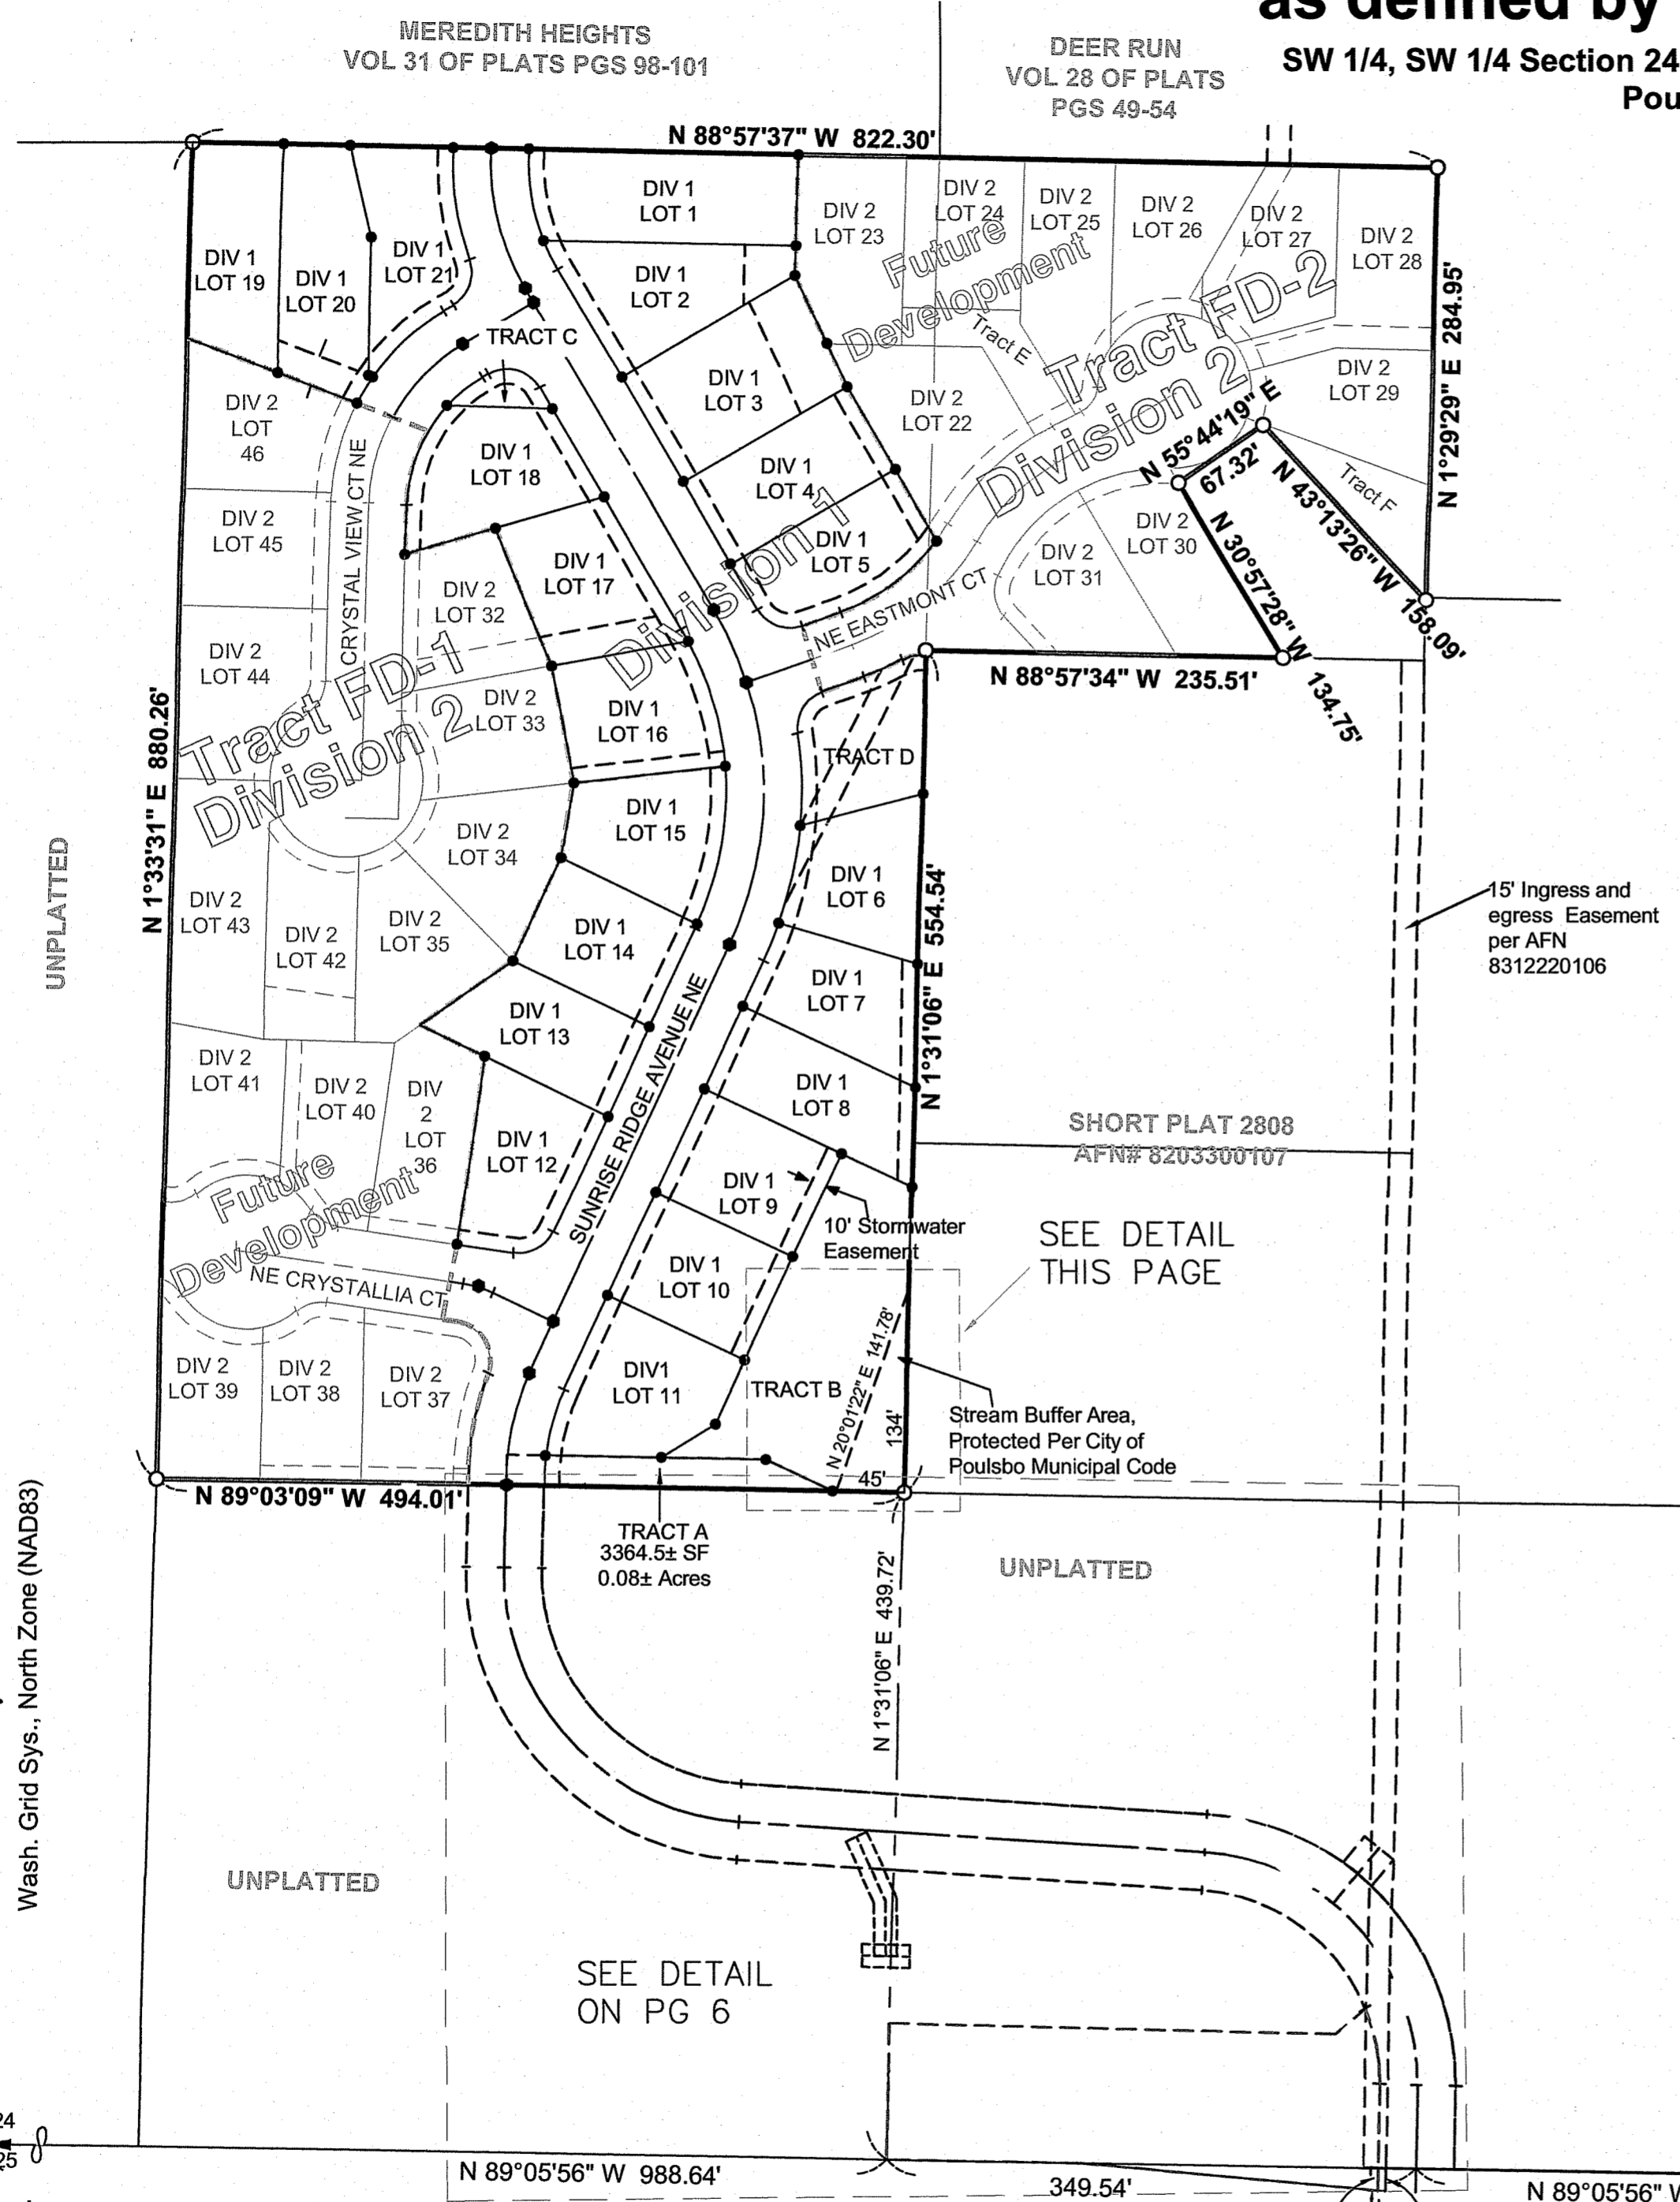 as defined by
SW 1/4, SW 1/4 Section 24
Pou
MEREDITH HEIGHTS
VOL 31 OF PLATS PGS 98-101
DEER RUN
VOL 28 OF PLATS
PGS 49-54
N 88°57'37" W 822.30'
DIV 1
LOT 19
DIV 1
LOT 20
DIV 1
LOT 21
DIV 1
LOT 1
DIV 1
LOT 2
DIV 2
LOT 23
DIV 2
LOT 24
DIV 2
LOT 25
DIV 2
LOT 26
DIV 2
LOT 27
DIV 2
LOT 28
Future
Development
Tract FD-2
Division 2
N 1°29'29" E 284.95'
TRACT C
DIV 1
LOT 3
DIV 2
LOT 22
Tract E
DIV 2
LOT 29
DIV 2
LOT
46
DIV 1
LOT 18
DIV 1
LOT 4
N 55°44'19" E
67.32'
N 43°13'26" W 158.09'
Tract F
DIV 2
LOT 45
CRYSTAL VIEW CT NE
DIV 1
LOT 17
DIV 1
LOT 5
Division 1
DIV 2
LOT 31
DIV 2
LOT 30
N 30°57'28" W 134.75'
DIV 2
LOT 32
NE EASTMONT CT
DIV 2
LOT 44
N 88°57'34" W 235.51'
Tract FD-1
Division 2
DIV 2
LOT 33
DIV 1
LOT 16
TRACT D
N 1°33'31" E 880.26'
DIV 2
LOT 34
DIV 1
LOT 15
DIV 1
LOT 6
N 1°31'06" E 554.54'
UNPLATTED
15' Ingress and
egress Easement
per AFN
8312220106
DIV 2
LOT 43
DIV 2
LOT 42
DIV 2
LOT 35
DIV 1
LOT 14
DIV 1
LOT 7
DIV 1
LOT 13
SUNRISE RIDGE AVENUE NE
DIV 2
LOT 41
DIV 2
LOT 40
DIV
2
LOT
36
DIV 1
LOT 8
SHORT PLAT 2808
AFN# 8203300107
DIV 1
LOT 12
DIV 1
LOT 9
10' Stormwater
Easement
Future
Development
SEE DETAIL
THIS PAGE
NE CRYSTALLIA CT
DIV 1
LOT 10
DIV 2
LOT 39
DIV 2
LOT 38
DIV 2
LOT 37
DIV1
LOT 11
TRACT B
N 20°01'22" E 141.78'
134'
45'
Stream Buffer Area,
Protected Per City of
Poulsbo Municipal Code
N 89°03'09" W 494.01'
TRACT A
3364.5± SF
0.08± Acres
UNPLATTED
N 1°31'06" E 439.72'
Wash. Grid Sys., North Zone (NAD83)
UNPLATTED
SEE DETAIL
ON PG 6
24
25
N 89°05'56" W 988.64'
349.54'
N 89°05'56" W